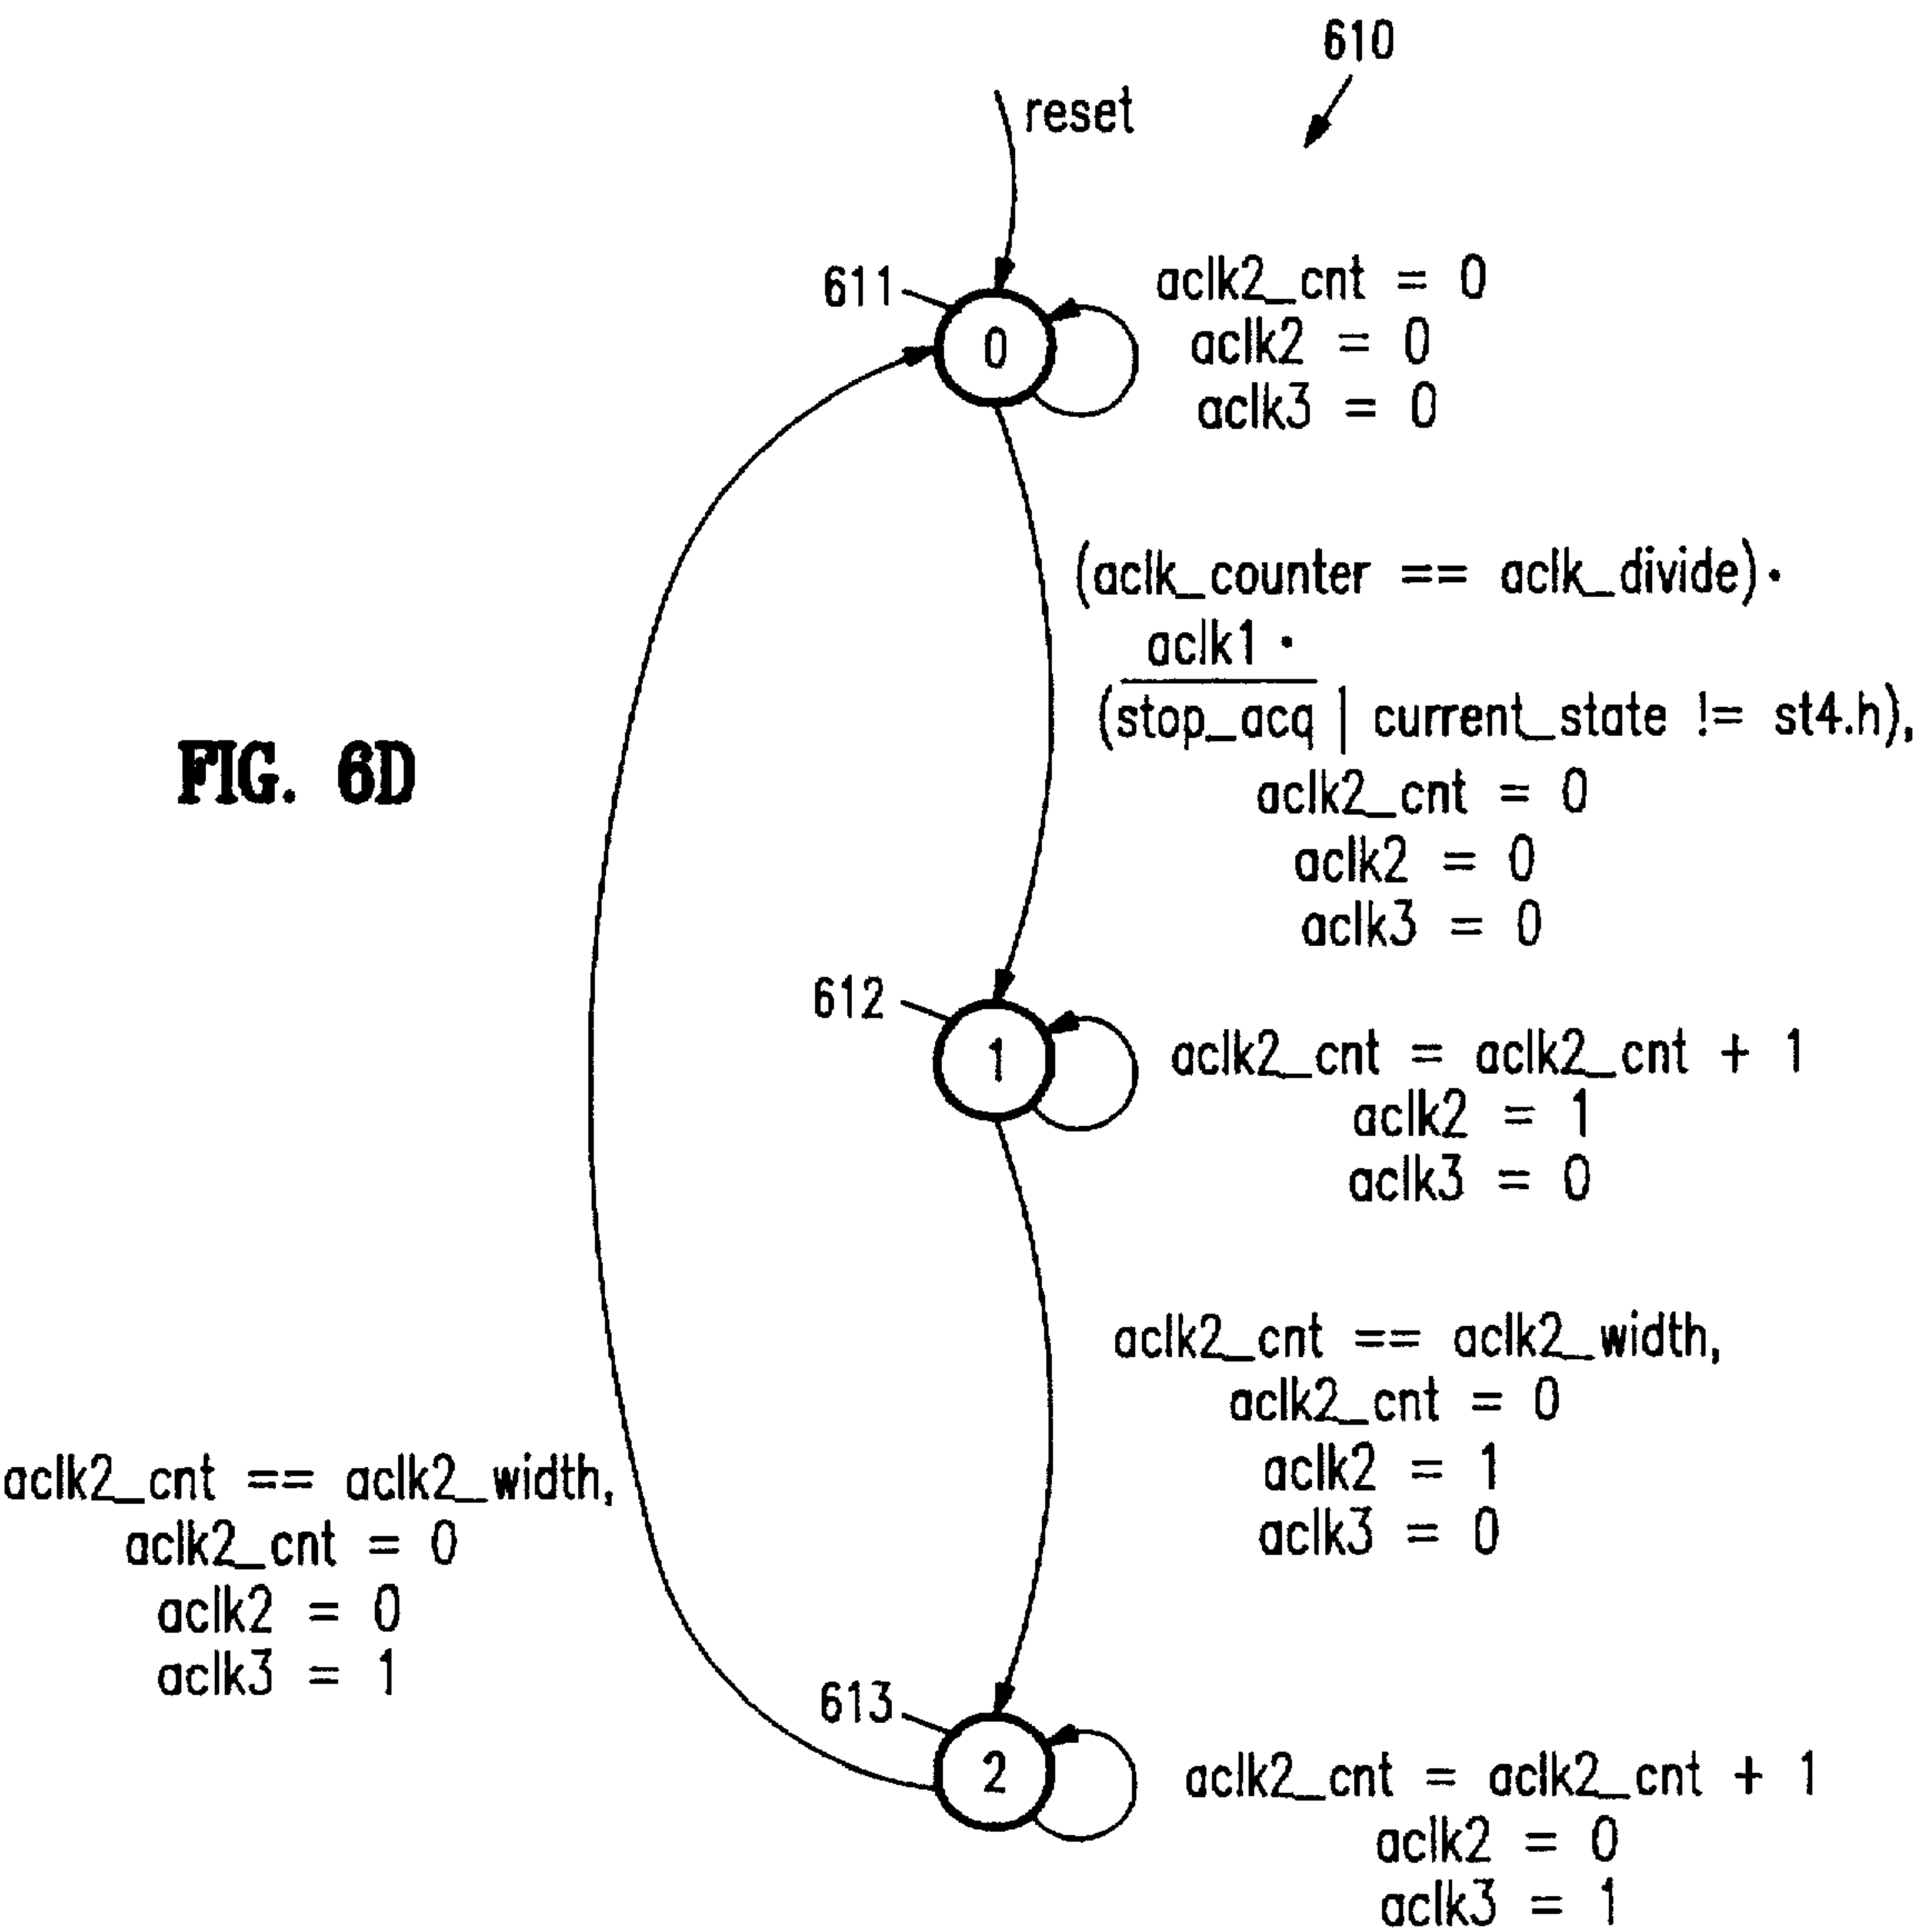 610
reset
611
0
aclk2_cnt = 0
aclk2 = 0
aclk3 = 0
(aclk_counter == aclk_divide)·
aclk1 ·
(s̅t̅o̅p̅_̅a̅c̅q̅ | current_state != st4.h),
aclk2_cnt = 0
aclk2 = 0
aclk3 = 0
FIG. 6D
612
1
aclk2_cnt = aclk2_cnt + 1
aclk2 = 1
aclk3 = 0
aclk2_cnt == aclk2_width,
aclk2_cnt = 0
aclk2 = 1
aclk3 = 0
aclk2_cnt == aclk2_width,
aclk2_cnt = 0
aclk2 = 0
aclk3 = 1
613
2
aclk2_cnt = aclk2_cnt + 1
aclk2 = 0
aclk3 = 1